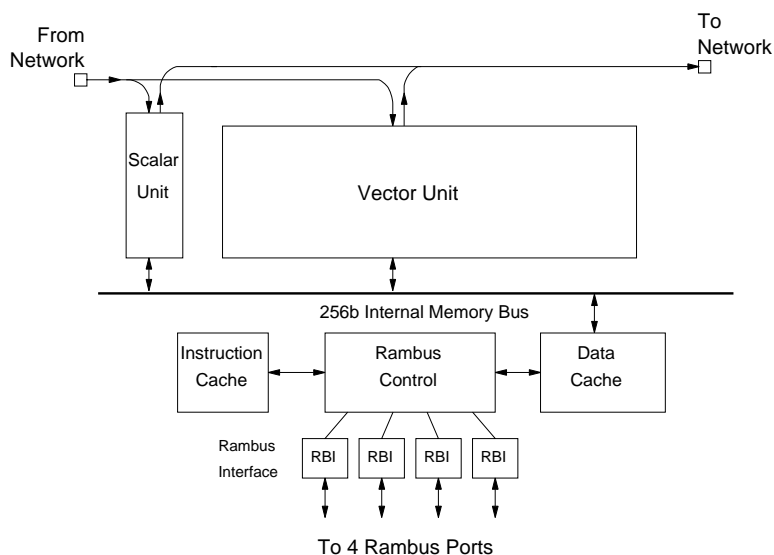 From
Network
To
Network
Scalar
Unit
Vector Unit
256b Internal Memory Bus
Instruction
Cache
Rambus
Control
Data
Cache
Rambus
Interface
RBI
RBI
RBI
RBI
To 4 Rambus Ports